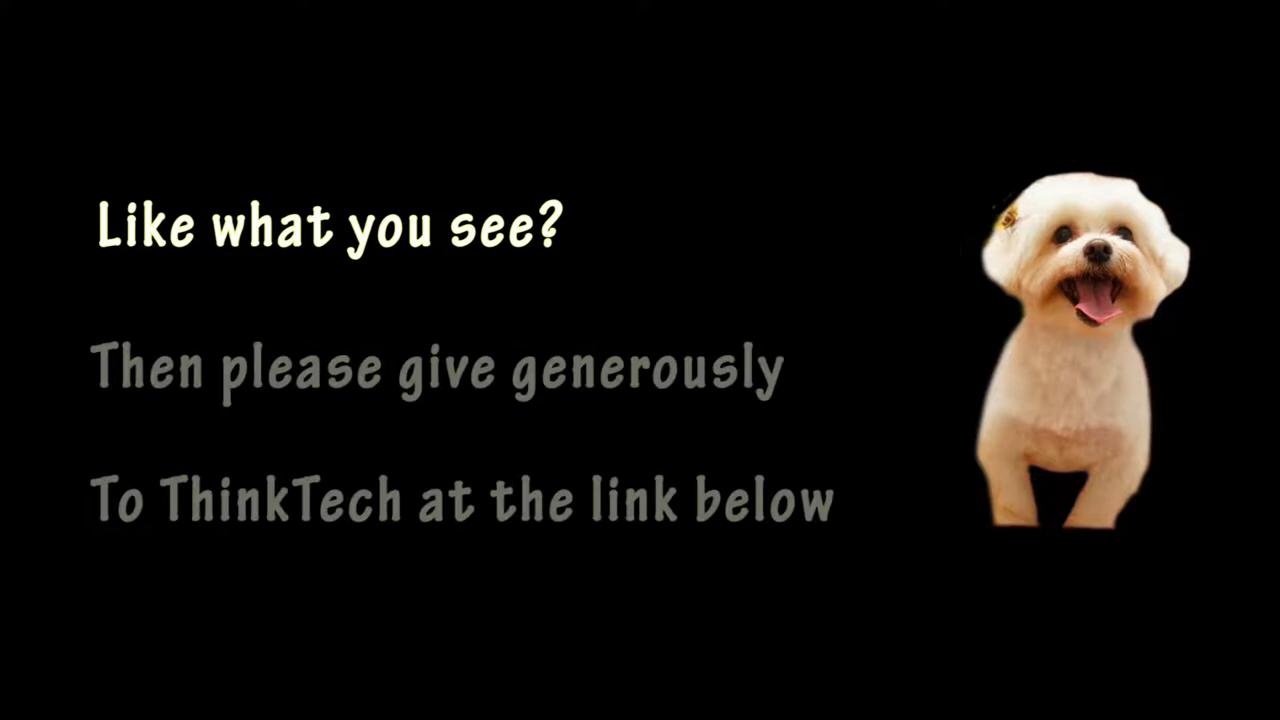 Like what you see?
Then please give generously
To ThinkTech at the link below